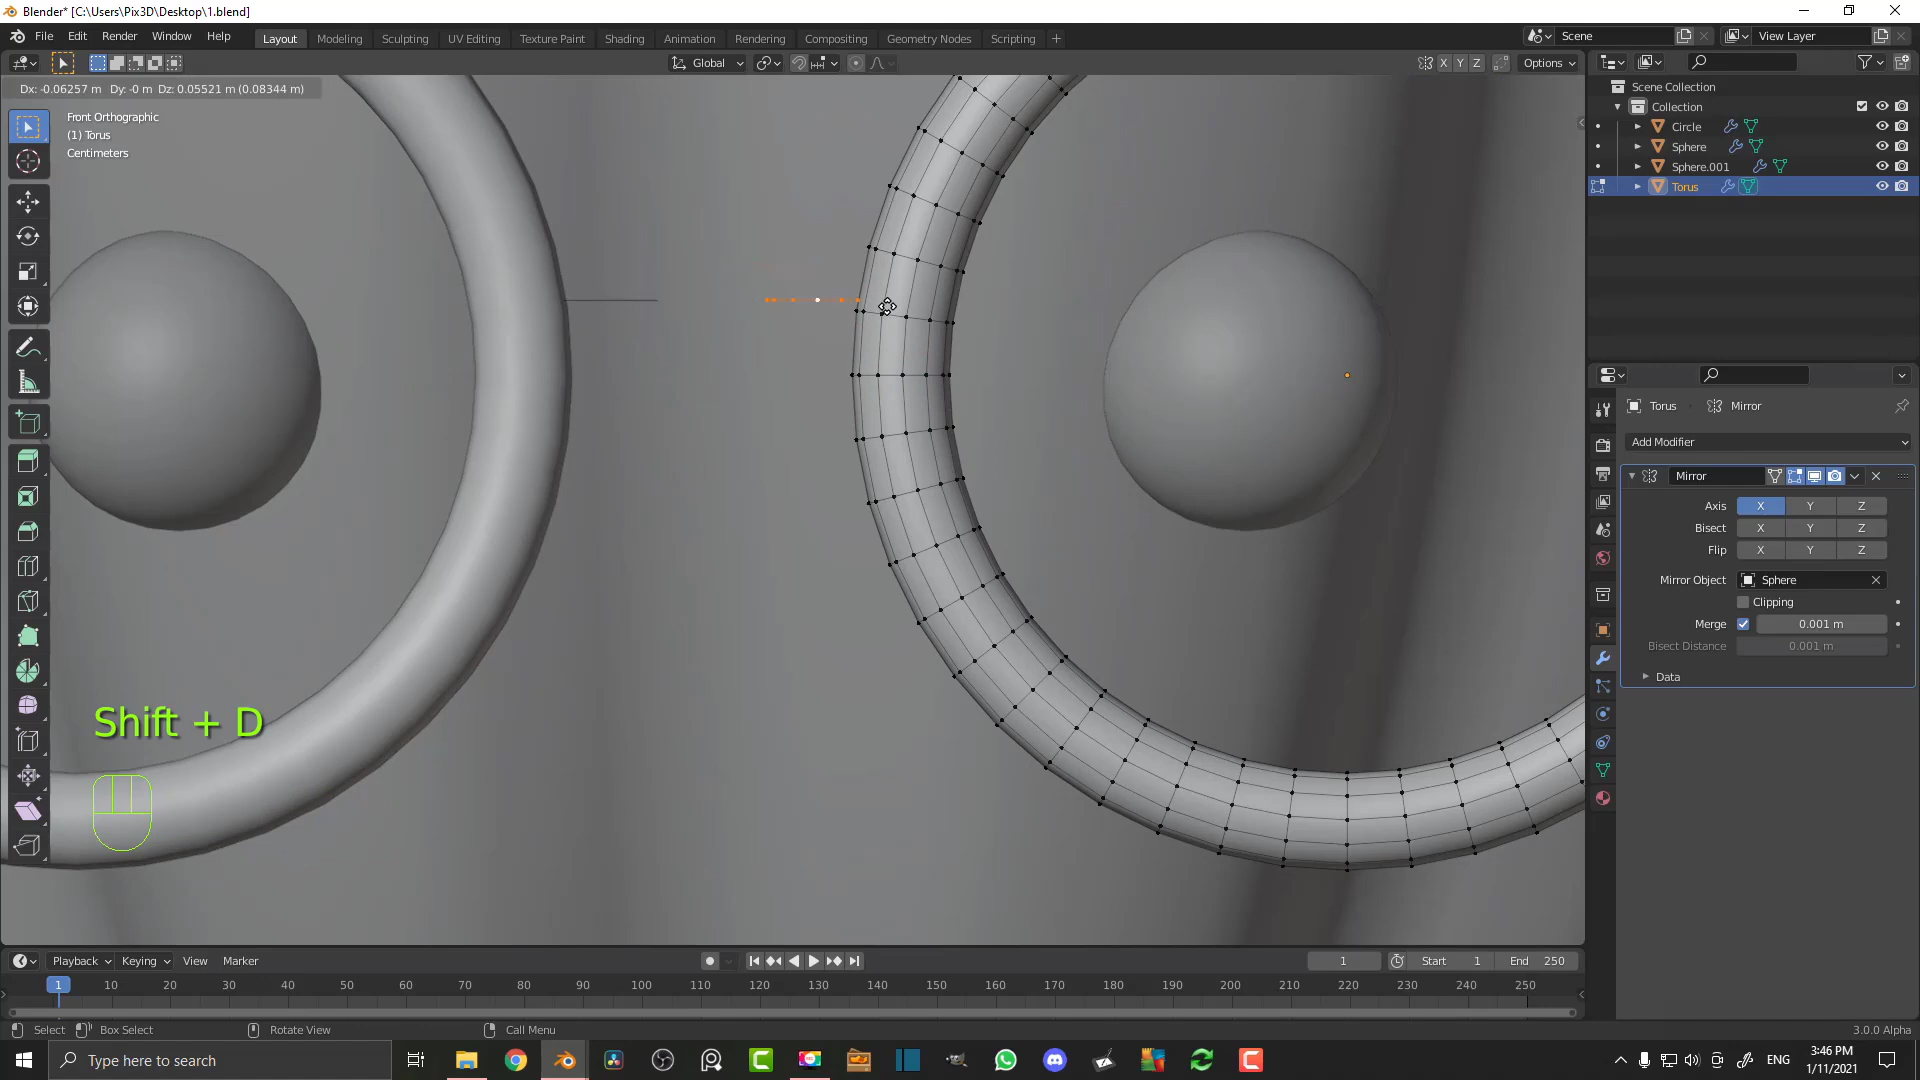 Blender* [C:\Users\Pix3D\Desktop\1.blend]
File Edit Render Window Help Layout Modeling Sculpting UV Editing Texture Paint Shading Animation Rendering Compositing Geometry Nodes Scripting + Scene View Layer
Global X Y Z Options
Dx: -0.06257 m Dy: -0 m Dz: 0.05521 m (0.08344 m)
Front Orthographic
(1) Torus
Centimeters
Scene Collection
Collection
Circle
Sphere
Sphere.001
Torus
Torus Mirror
Add Modifier
Mirror
Axis X Y Z
Bisect X Y Z
Flip X Y Z
Mirror Object Sphere
Clipping
Merge 0.001 m
Bisect Distance 0.001 m
Data
Shift + D
Playback Keying View Marker 1 Start 1 End 250
1 10 20 30 40 50 60 70 80 90 100 110 120 130 140 150 160 170 180 190 200 210 220 230 240 250
Select Box Select Rotate View Call Menu 3.0.0 Alpha
Type here to search ENG 3:46 PM
1/11/2021